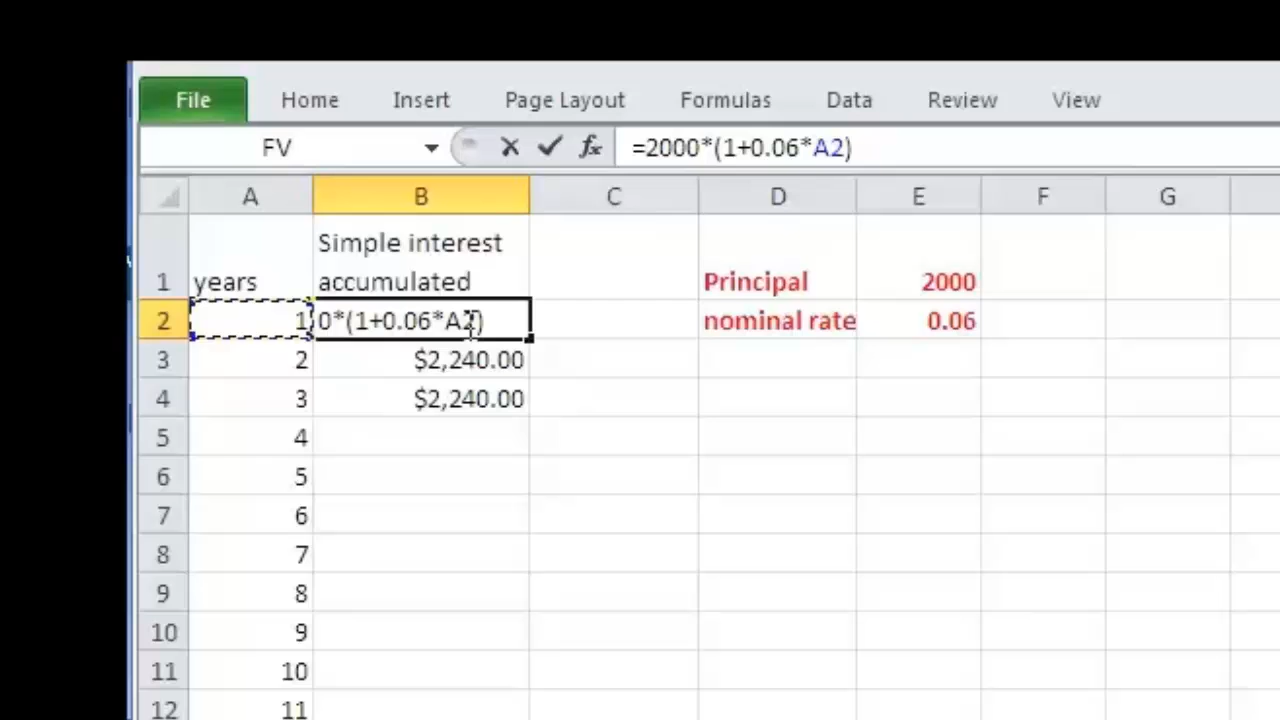 File Home Insert Page Layout Formulas Data Review View
FV =2000*(1+0.06*A2)
A B C D E F G
Simple interest
1 years accumulated Principal 2000
2 1 0*(1+0.06*A2) nominal rate 0.06
3 2 $2,240.00
4 3 $2,240.00
5 4
6 5
7 6
8 7
9 8
10 9
11 10
12 11